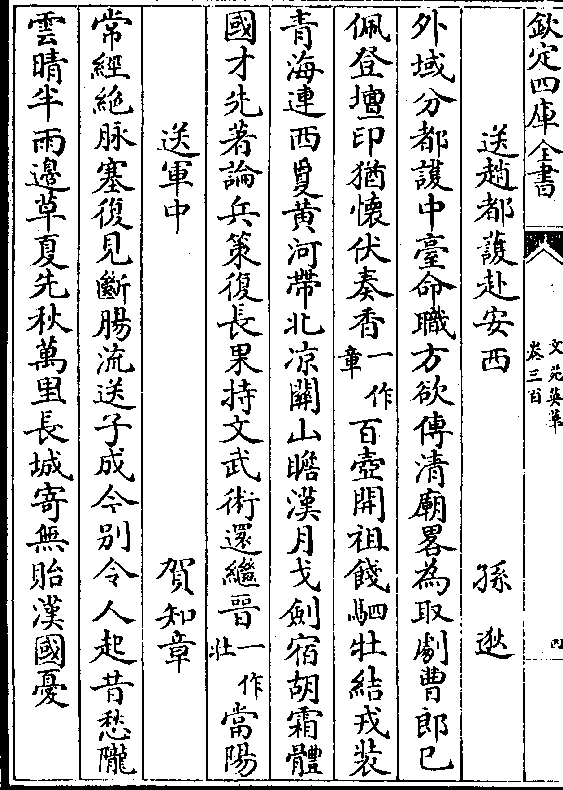 欽定四庫全書
文苑英華
卷三百
四
送趙都護赴安西 孫逖
外域分都護中臺命職方欲傳清廟畧為取劇曹郎已
佩登壇印猶懷伏奏香一作章百壺開祖餞駟牡結戎裝
青海連西夐黄河帶北凉關山瞻漢月戈劍宿胡霜體
國才先著論兵策復長果持文武術還繼晉一作壯當陽
送軍中 賀知章
常經絶脉塞復見斷腸流送子成今别令人起昔愁隴
雲晴半雨邊草夏先秋萬里長城寄無貽漢國憂